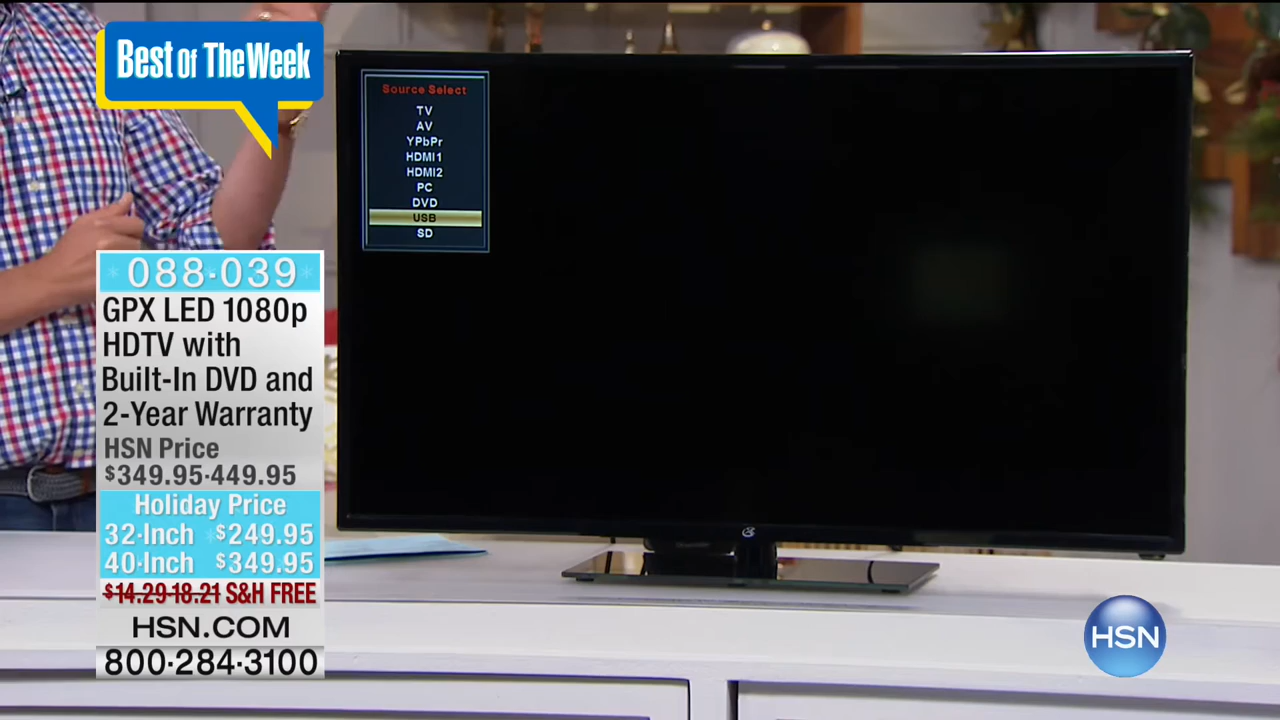 Best of The Week
088·039
GPX LED 1080p
HDTV with
Built-In DVD and
2-Year Warranty
HSN Price
$349.95-449.95
Holiday Price
32-Inch $249.95
40-Inch $349.95
$14.29-18.21 S&H FREE
HSN.COM
800·284·3100
Source Select
TV
AV
YPbPr
HDMI1
HDMI2
PC
DVD
USB
SD
HSN